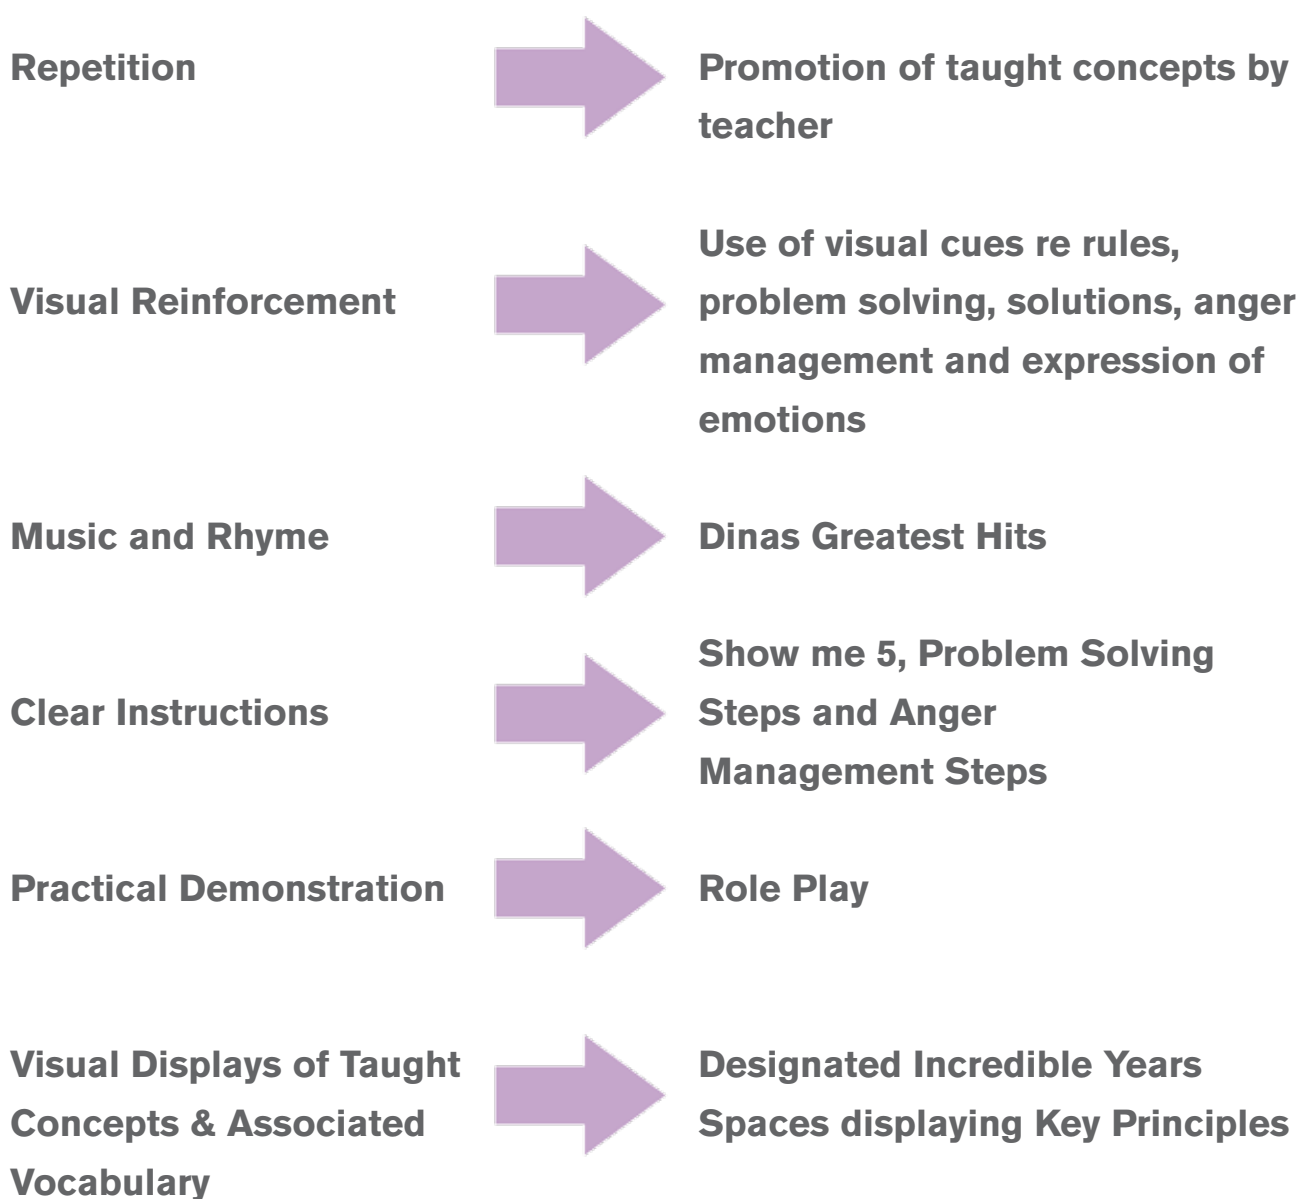 Repetition
Promotion of taught concepts by
teacher
Visual Reinforcement
Use of visual cues re rules,
problem solving, solutions, anger
management and expression of
emotions
Music and Rhyme
Dinas Greatest Hits
Clear Instructions
Show me 5, Problem Solving
Steps and Anger
Management Steps
Practical Demonstration
Role Play
Visual Displays of Taught
Concepts & Associated
Vocabulary
Designated Incredible Years
Spaces displaying Key Principles